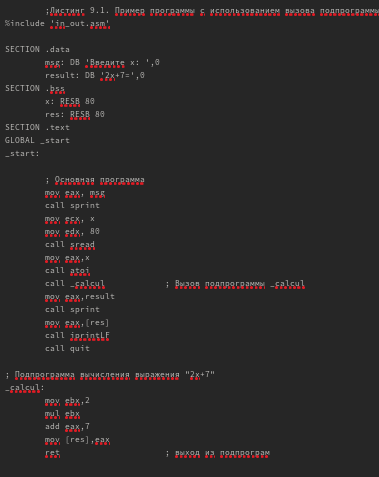 ;Листинг 9.1. Пример программы с использованием вызова подпрограммы
%include 'in_out.asm'
SECTION .data
msg: DB 'Введите x: ',0
result: DB '2x+7=',0
SECTION .bss
x: RESB 80
res: RESB 80
SECTION .text
GLOBAL _start
_start:
; Основная программа
mov eax, msg
call sprint
mov ecx, x
mov edx, 80
call sread
mov eax,x
call atoi
call _calcul ; Вызов подпрограммы _calcul
mov eax,result
call sprint
mov eax,[res]
call iprintLF
call quit
; Подпрограмма вычисления выражения "2x+7"
_calcul:
mov ebx,2
mul ebx
add eax,7
mov [res],eax
ret ; выход из подпрограм